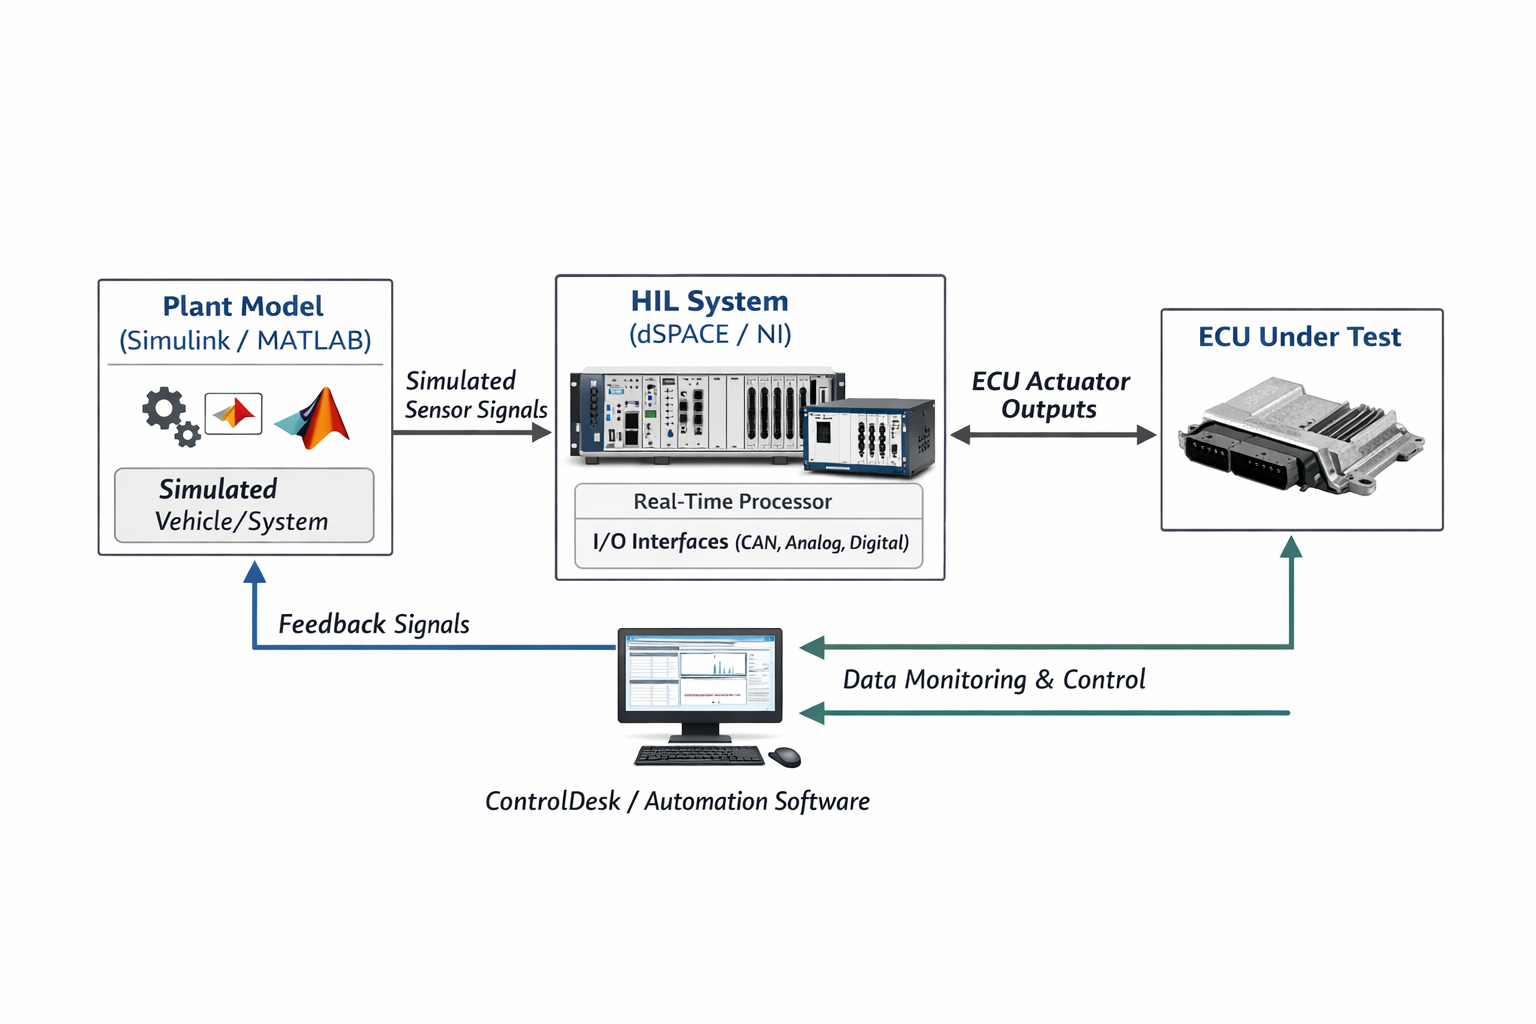 Plant Model
(Simulink / MATLAB)
Simulated
Vehicle/System
Simulated
Sensor Signals
HIL System
(dSPACE / NI)
Real-Time Processor
I/O Interfaces (CAN, Analog, Digital)
ECU Actuator
Outputs
ECU Under Test
Feedback Signals
Data Monitoring & Control
ControlDesk / Automation Software